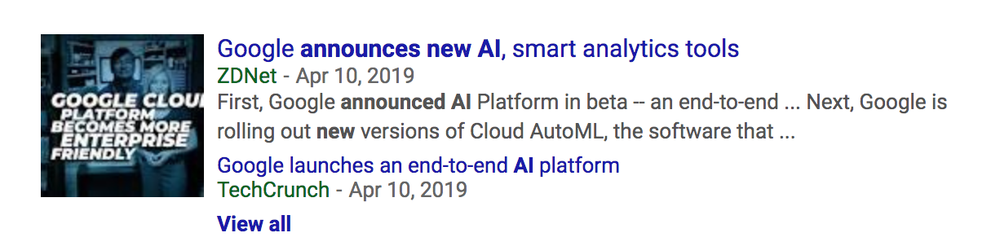 GOOGLE CLOU
PLATFORM
BECOMES MORE
ENTERPRISE
FRIENDLY
Google announces new AI, smart analytics tools
ZDNet - Apr 10, 2019
First, Google announced AI Platform in beta -- an end-to-end ... Next, Google is
rolling out new versions of Cloud AutoML, the software that ...
Google launches an end-to-end AI platform
TechCrunch - Apr 10, 2019
View all